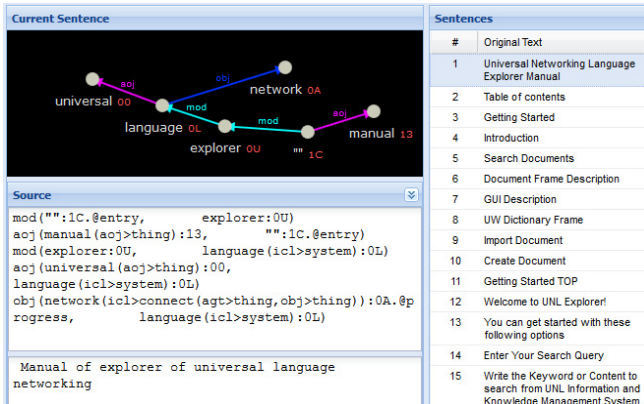 Current Sentence
aoj
obj
universal 00
network 0A
aoj
mod
language 0L
mod
manual 13
explorer 0U
"" 1C
Source
mod("":1C.@entry, explorer:0U)
aoj(manual(aoj>thing):13, "":1C.@entry)
mod(explorer:0U, language(icl>system):0L)
aoj(universal(aoj>thing):00,
language(icl>system):0L)
obj(network(icl>connect(agt>thing,obj>thing)):0A.@p
rogress, language(icl>system):0L)
Manual of explorer of universal language
networking
Sentences
# Original Text
1 Universal Networking Language
Explorer Manual
2 Table of contents
3 Getting Started
4 Introduction
5 Search Documents
6 Document Frame Description
7 GUI Description
8 UW Dictionary Frame
9 Import Document
10 Create Document
11 Getting Started TOP
12 Welcome to UNL Explorer!
13 You can get started with these
following options
14 Enter Your Search Query
15 Write the Keyword or Content to
search from UNL Information and
Knowledge Management System